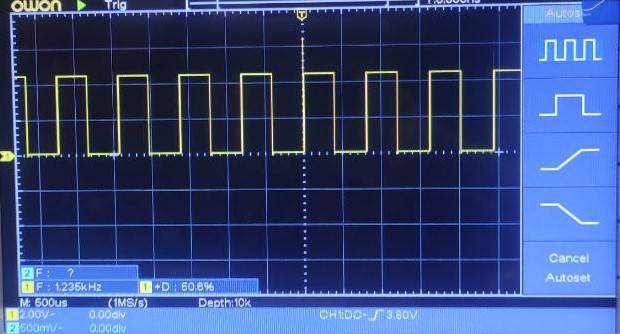 owon Trig
Autos
T
1
2 F : ?
1 F : 1.235kHz 1 +D : 50.6%
M: 500us (1MS/s) Depth:10k
1 2.00V~ 0.00div CH1:DC- 3.80V
2 500mV~ 0.00div
Cancel
Autoset